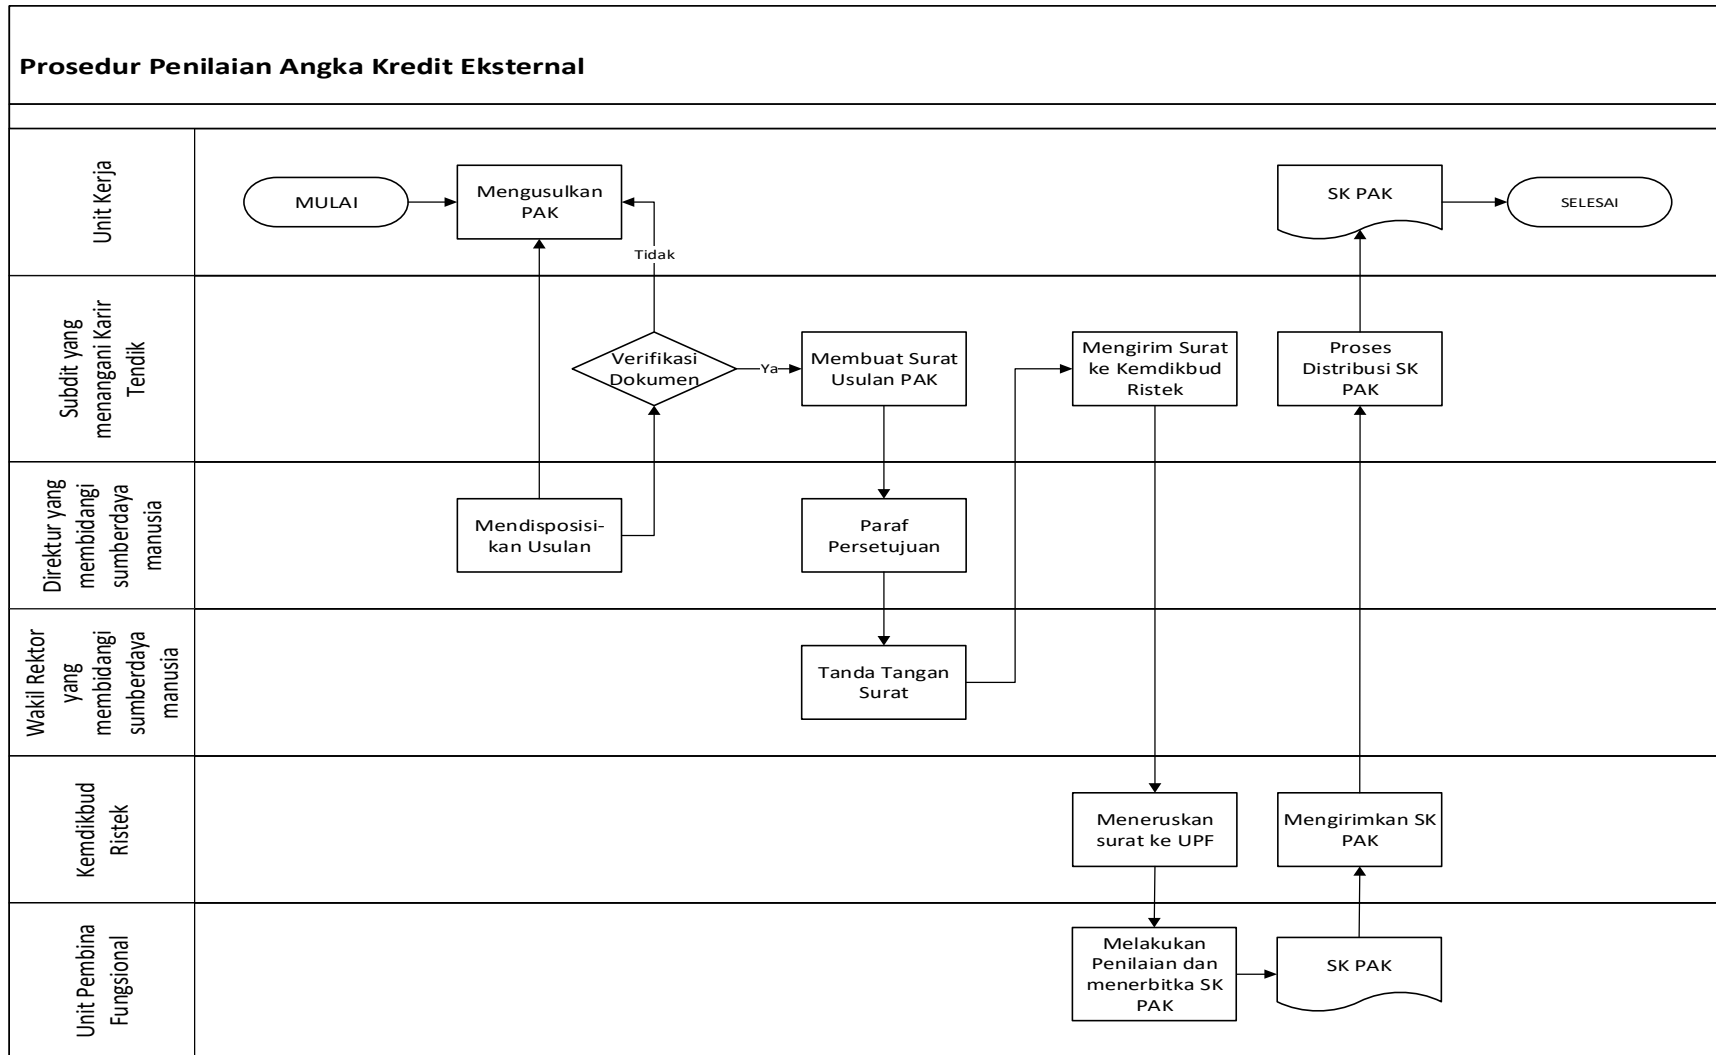 Prosedur Penilaian Angka Kredit Eksternal
Unit Kerja
MULAI
Mengusulkan
PAK
Tidak
SK PAK
SELESAI
Subdit yang
menangani Karir
Tendik
Verifikasi
Dokumen
Ya
Membuat Surat
Usulan PAK
Mengirim Surat
ke Kemdikbud
Ristek
Proses
Distribusi SK
PAK
Direktur yang
membidangi
sumberdaya
manusia
Mendisposisi-
kan Usulan
Paraf
Persetujuan
Wakil Rektor
yang
membidangi
sumberdaya
manusia
Tanda Tangan
Surat
Kemdikbud
Ristek
Meneruskan
surat ke UPF
Mengirimkan SK
PAK
Unit Pembina
Fungsional
Melakukan
Penilaian dan
menerbitka SK
PAK
SK PAK